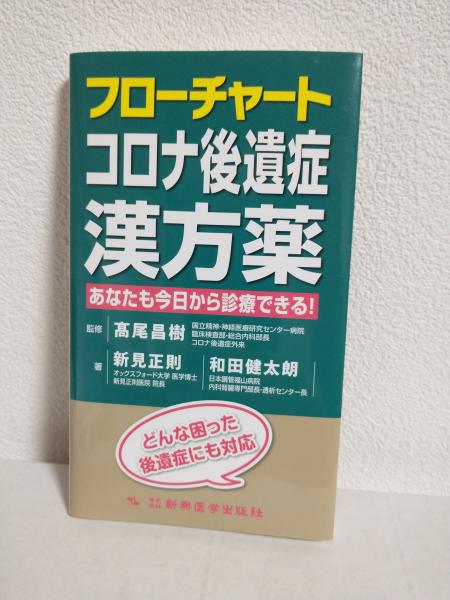 フローチャート
コロナ後遺症
漢方薬
あなたも今日から診療できる!
監修 髙尾昌樹 国立精神・神経医療研究センター病院
臨床検査部・総合内科部長
コロナ後遺症外来
著 新見正則 和田健太朗
オックスフォード大学 医学博士 日本鋼管福山病院
新見正則医院 院長 内科腎臓専門部長・透析センター長
どんな困った
後遺症にも対応
株式会社 新興医学出版社